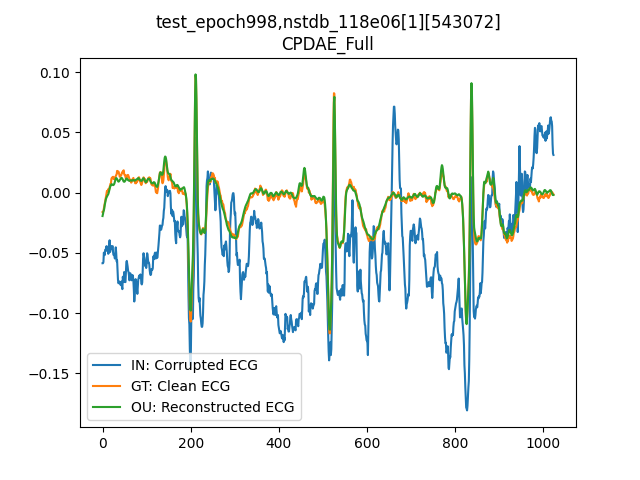 test_epoch998,nstdb_118e06[1][543072]
CPDAE_Full
0.10
0.05
0.00
−0.05
−0.10
−0.15
IN: Corrupted ECG
GT: Clean ECG
OU: Reconstructed ECG
0 200 400 600 800 1000